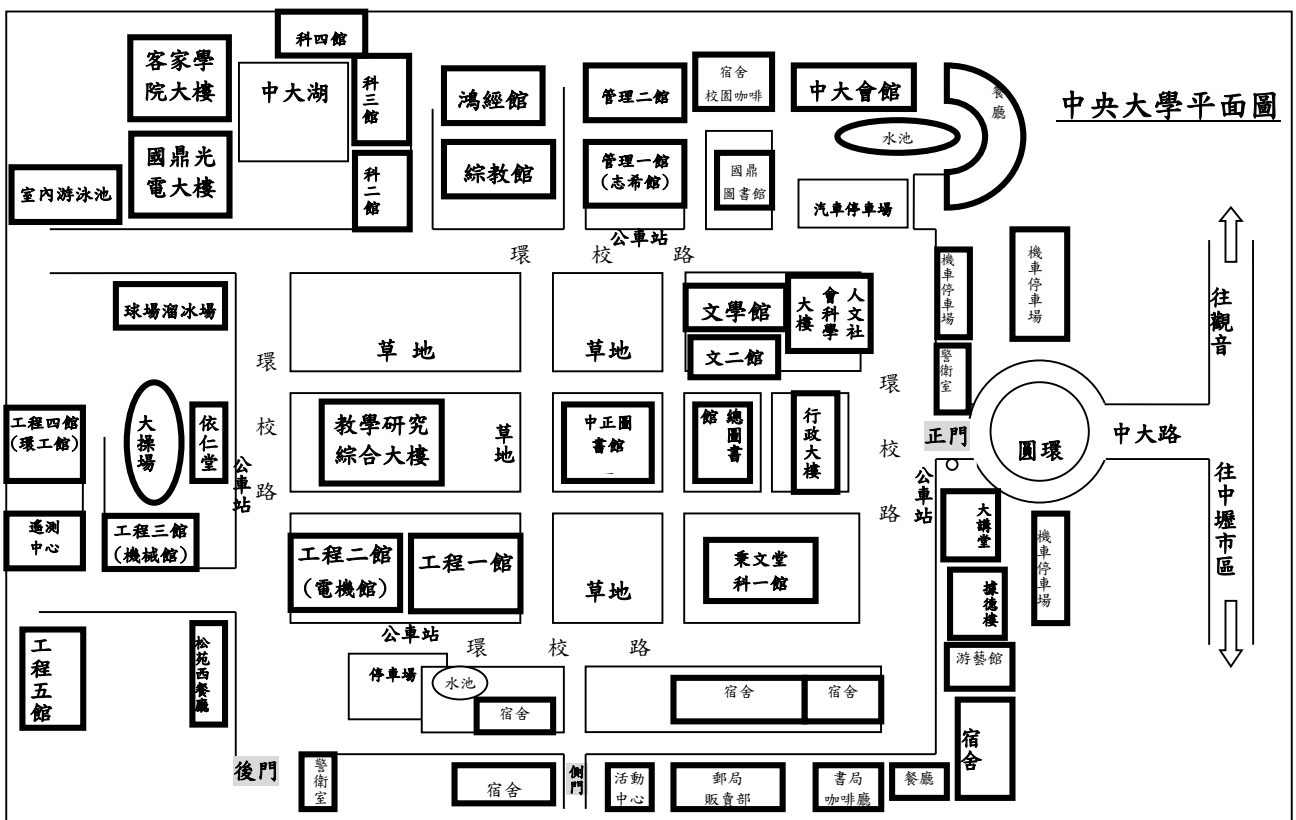 中央大學平面圖
科四館
客家學
院大樓
中大湖
科三館
鴻經館
管理二館
宿舍
校園咖啡
中大會館
餐廳
水池
國鼎光
電大樓
室內游泳池
科二館
綜教館
管理一館
(志希館)
國鼎
圖書館
汽車停車場
公車站
環校路
機車停車場
機車停車場
往觀音
球場溜冰場
草地
草地
文學館
文二館
人文社
會科學
大樓
環校路
環校路
警衛室
工程四館
(環工館)
大操場
依仁堂
公車站
教學研究
綜合大樓
草地
中正圖
書館
總圖書
館
行政大樓
正門
圓環
中大路
公車站
往中壢市區
遙測
中心
工程三館
(機械館)
工程二館
(電機館)
工程一館
草地
秉文堂
科一館
大講堂
機車停車場
據德樓
公車站
環校路
工程五館
松苑西餐廳
停車場
水池
宿舍
宿舍
宿舍
游藝館
宿舍
後門
警衛室
宿舍
側門
活動
中心
郵局
販賣部
書局
咖啡廳
餐廳